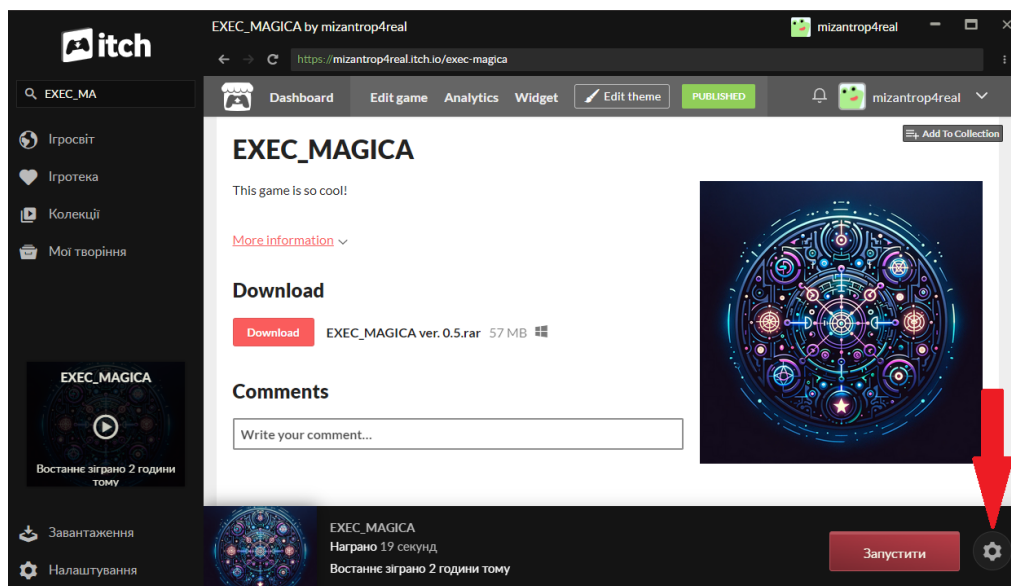 itch
EXEC_MAGICA by mizantrop4real
mizantrop4real
https://mizantrop4real.itch.io/exec-magica
EXEC_MA
Dashboard
Edit game
Analytics
Widget
Edit theme
PUBLISHED
mizantrop4real
Ігросвіт
Ігротека
Колекції
Мої творіння
Add To Collection
EXEC_MAGICA
This game is so cool!
More information
Download
Download
EXEC_MAGICA ver. 0.5.rar 57 MB
Comments
Write your comment...
EXEC_MAGICA
Востаннє зіграно 2 години
тому
Завантаження
Налаштування
EXEC_MAGICA
Награно 19 секунд
Востаннє зіграно 2 години тому
Запустити